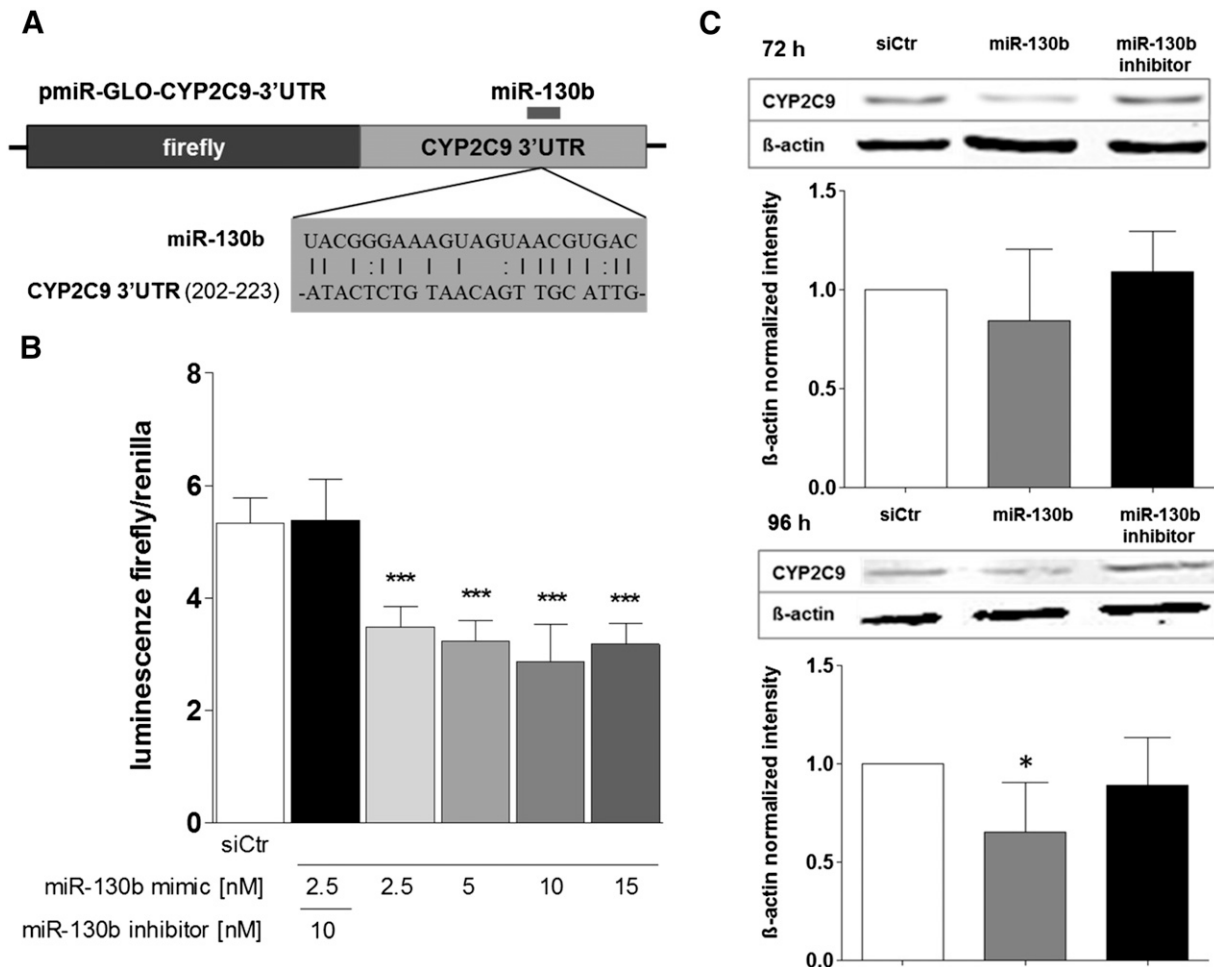 A
pmiR-GLO-CYP2C9-3'UTR
miR-130b
firefly
CYP2C9 3'UTR
miR-130b
UACGGGAAAGUAGUAACGUGAC
CYP2C9 3'UTR (202-223)
-ATACTCTG TAACAGT TGC ATTG-
B
luminescenze firefly/renilla
8
6
4
2
0
***
***
***
***
siCtr
miR-130b mimic [nM]
2.5
2.5
5
10
15
miR-130b inhibitor [nM]
10
C
72 h
siCtr
miR-130b
miR-130b
inhibitor
CYP2C9
ß-actin
ß-actin normalized intensity
1.5
1.0
0.5
0.0
96 h
siCtr
miR-130b
miR-130b
inhibitor
CYP2C9
ß-actin
ß-actin normalized intensity
1.5
1.0
0.5
0.0
*